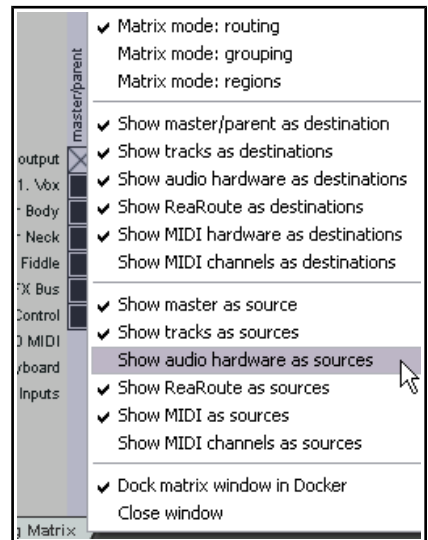 master/parent
output
1. Vox
Body
Neck
Fiddle
FX Bus
Control
MIDI
Inputs
Matrix
Matrix mode: routing
Matrix mode: grouping
Matrix mode: regions
Show master/parent as destination
Show tracks as destinations
Show audio hardware as destinations
Show ReaRoute as destinations
Show MIDI hardware as destinations
Show MIDI channels as destinations
Show master as source
Show tracks as sources
Show audio hardware as sources
Show ReaRoute as sources
Show MIDI as sources
Show MIDI channels as sources
Dock matrix window in Docker
Close window